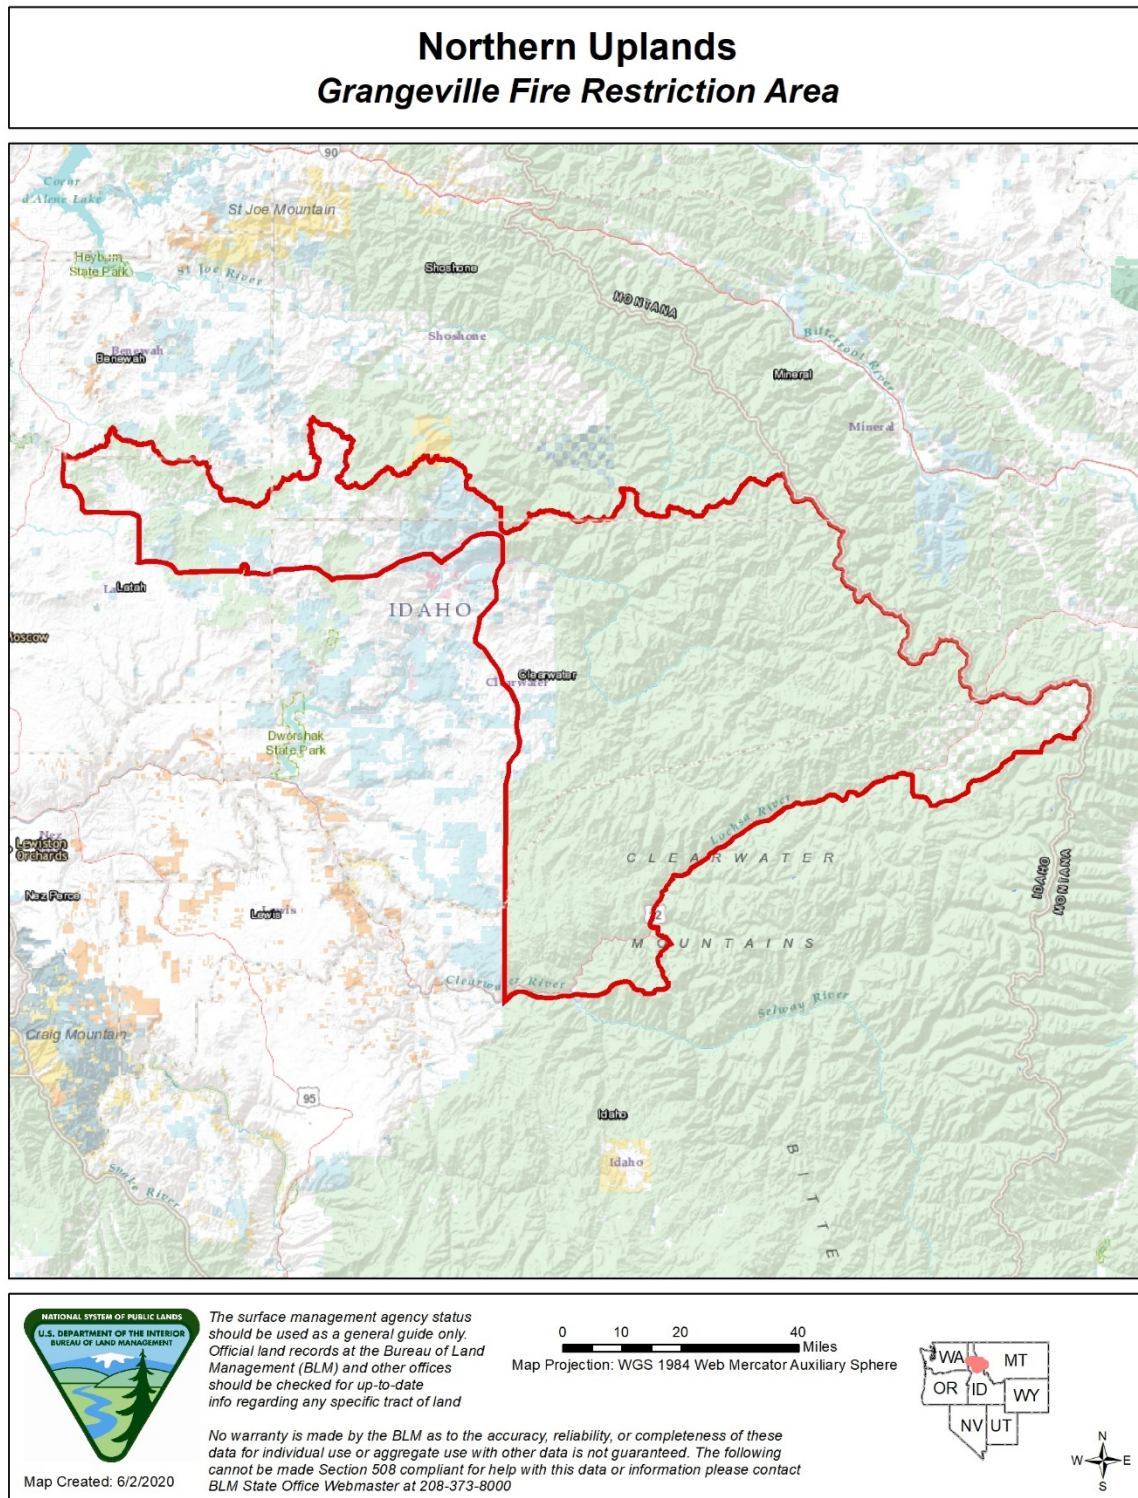 Northern Uplands
Grangeville Fire Restriction Area
90
Coeur
d'Alene Lake
St Joe Mountain
Heyburn
State Park
St Joe River
Shoshone
MONTANA
Shoshone
Benewah
Benewah
Bitterroot River
Mineral
Mineral
Latah
IDAHO
Moscow
Clearwater
Clearwater
Dworshak
State Park
Lochsa River
Nez
Lewiston
Orchards
CLEARWATER
IDAHO
MONTANA
Nez Perce
Lewis
Lewis
MOUNTAINS
Clearwater River
Selway River
Craig Mountain
95
Idaho
Idaho
BITTE
Snake River
NATIONAL SYSTEM OF PUBLIC LANDS
U.S. DEPARTMENT OF THE INTERIOR
BUREAU OF LAND MANAGEMENT
Map Created: 6/2/2020
The surface management agency status
should be used as a general guide only.
Official land records at the Bureau of Land
Management (BLM) and other offices
should be checked for up-to-date
info regarding any specific tract of land
No warranty is made by the BLM as to the accuracy, reliability, or completeness of these
data for individual use or aggregate use with other data is not guaranteed. The following
cannot be made Section 508 compliant for help with this data or information please contact
BLM State Office Webmaster at 208-373-8000
0 10 20 40
Miles
Map Projection: WGS 1984 Web Mercator Auxiliary Sphere
WA MT
OR ID WY
NV UT
N
W E
S